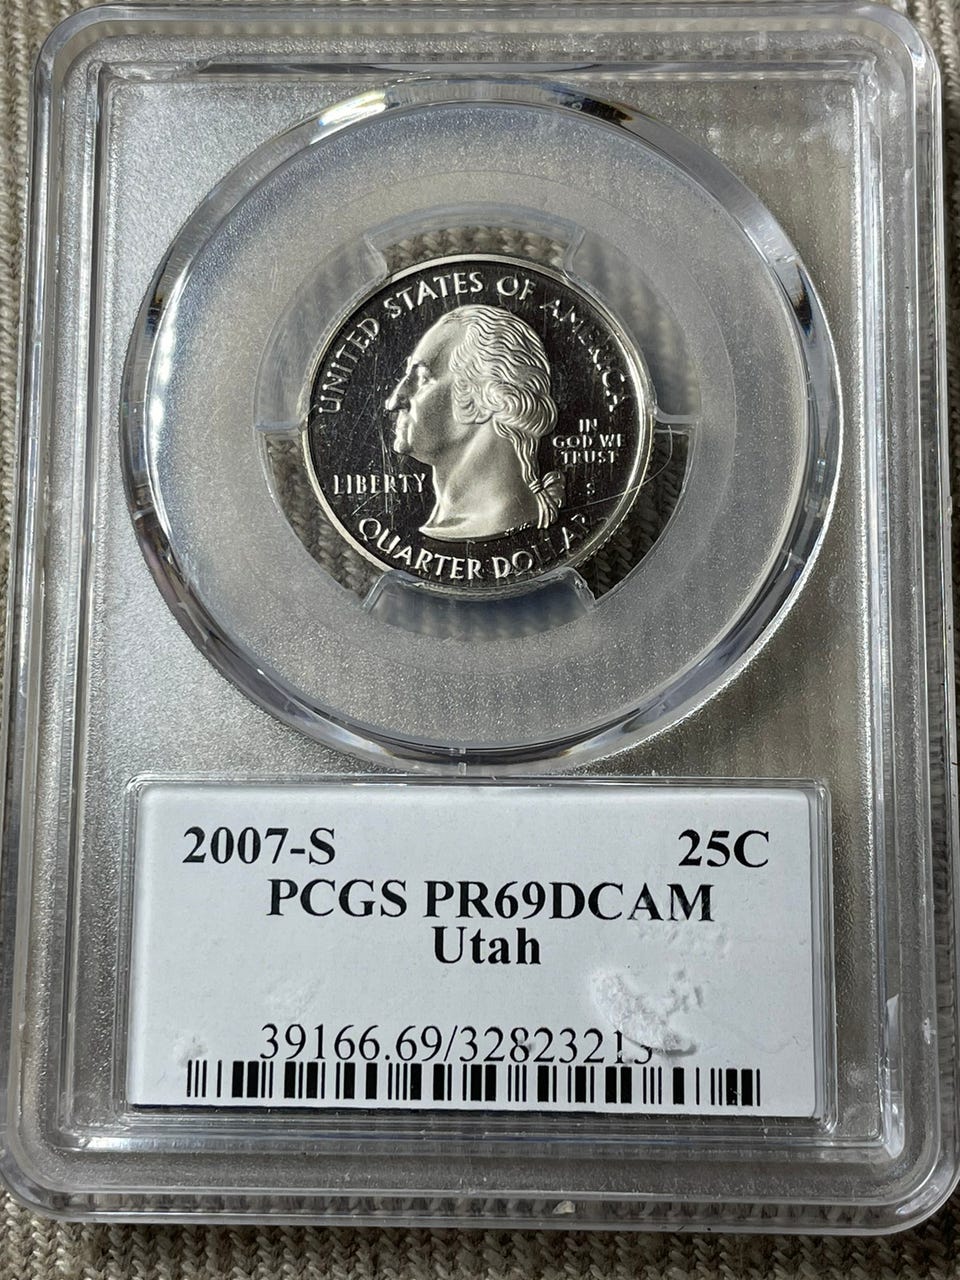 UNITED STATES OF AMERICA
IN
GOD WE
TRUST
LIBERTY
S
QUARTER DOLLAR
2007-S 25C
PCGS PR69DCAM
Utah
39166.69/32823213